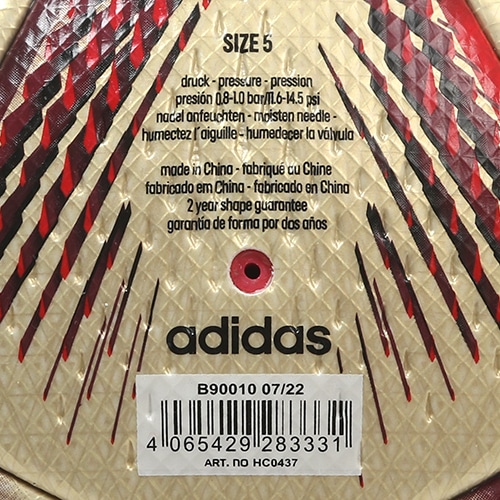 SIZE 5
druck - pressure - pression
presión 0,8-1.0 bar/11.6-14.5 psi
nadel anfeuchten - moisten needle -
humectez l'aiguille - humedecer la válvula
made in China - fabriqué au Chine
fabricado em China - fabricado en China
2 year shape guarantee
garantía de forma por dos años
adidas
B90010 07/22
4 065429 283331
ART. no HC0437